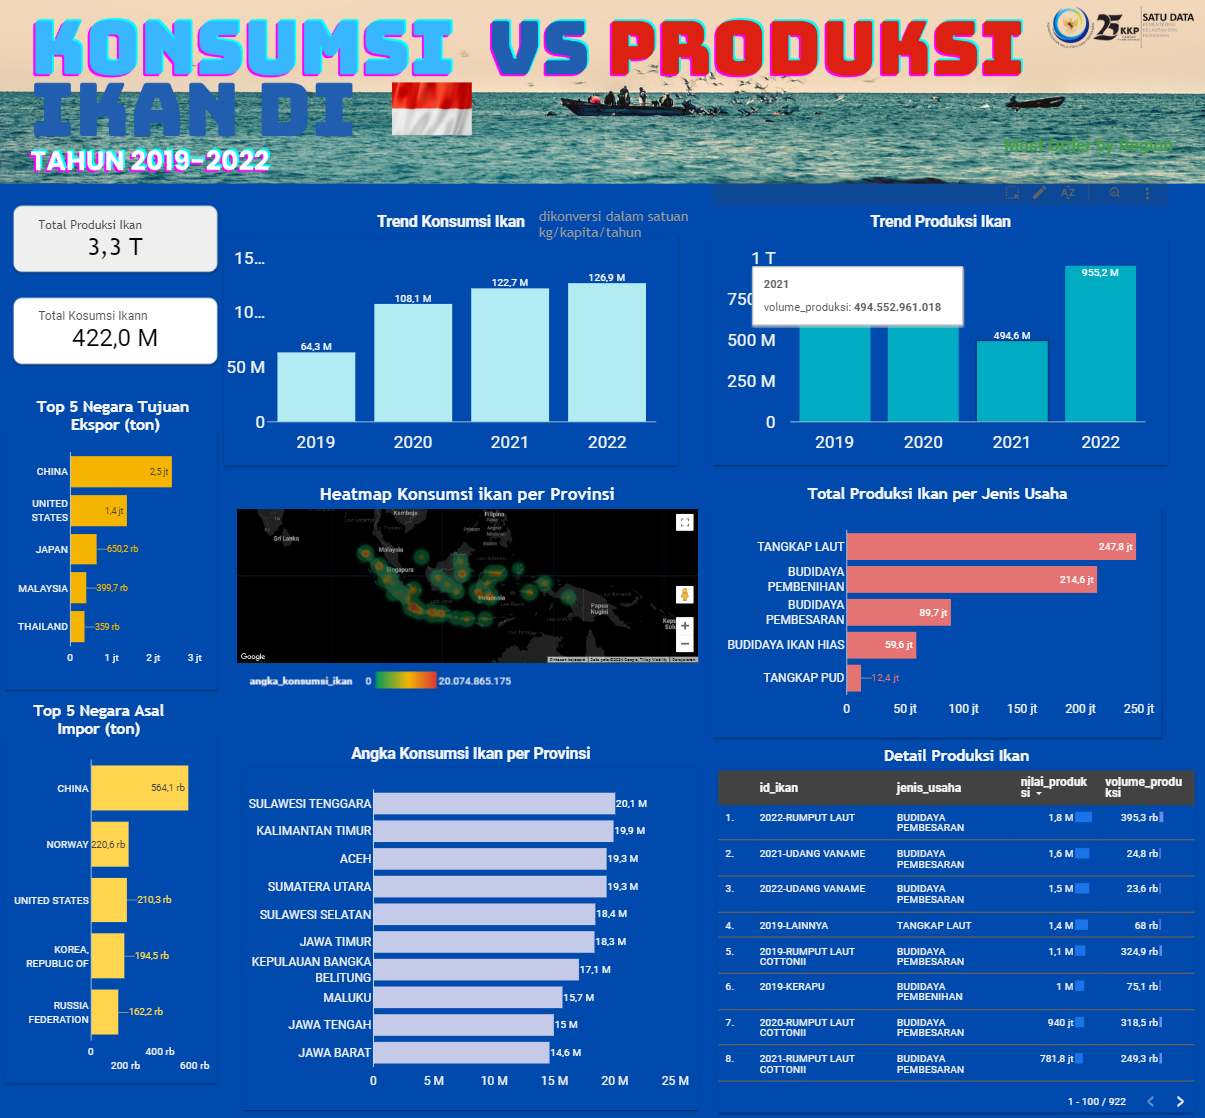 KONSUMSI VS PRODUKSI
IKAN DI
TAHUN 2019-2022
25 KKP
SATU DATA
Most Order by Region
Total Produksi Ikan
3,3 T
Total Kosumsi Ikann
422,0 M
Trend Konsumsi Ikan
dikonversi dalam satuan
kg/kapita/tahun
15...
10...
50 M
0
64,3 M
108,1 M
122,7 M
126,9 M
2019
2020
2021
2022
Trend Produksi Ikan
1 T
750
500 M
250 M
0
2021
volume_produksi: 494.552.961.018
494,6 M
955,2 M
2019
2020
2021
2022
Top 5 Negara Tujuan
Ekspor (ton)
CHINA
2,5 jt
UNITED
STATES
1,4 jt
JAPAN
650,2 rb
MALAYSIA
399,7 rb
THAILAND
359 rb
0
1 jt
2 jt
3 jt
Heatmap Konsumsi ikan per Provinsi
Kamboja
Filipina
Sri Lanka
Malaysia
Singapura
Indonesia
Papua
Nugini
Google
angka_konsumsi_ikan
0
20.074.865.175
Total Produksi Ikan per Jenis Usaha
TANGKAP LAUT
247,8 jt
BUDIDAYA
PEMBENIHAN
214,6 jt
BUDIDAYA
PEMBESARAN
89,7 jt
BUDIDAYA IKAN HIAS
59,6 jt
TANGKAP PUD
12,4 jt
0
50 jt
100 jt
150 jt
200 jt
250 jt
Top 5 Negara Asal
Impor (ton)
CHINA
564,1 rb
NORWAY
220,6 rb
UNITED STATES
210,3 rb
KOREA,
REPUBLIC OF
194,5 rb
RUSSIA
FEDERATION
162,2 rb
0
200 rb
400 rb
600 rb
Angka Konsumsi Ikan per Provinsi
SULAWESI TENGGARA
20,1 M
KALIMANTAN TIMUR
19,9 M
ACEH
19,3 M
SUMATERA UTARA
19,3 M
SULAWESI SELATAN
18,4 M
JAWA TIMUR
18,3 M
KEPULAUAN BANGKA
BELITUNG
17,1 M
MALUKU
15,7 M
JAWA TENGAH
15 M
JAWA BARAT
14,6 M
0
5 M
10 M
15 M
20 M
25 M
Detail Produksi Ikan
id_ikan
jenis_usaha
nilai_produk
si
volume_produ
ksi
1. 2022-RUMPUT LAUT BUDIDAYA PEMBESARAN 1,8 M 395,3 rb
2. 2021-UDANG VANAME BUDIDAYA PEMBESARAN 1,6 M 24,8 rb
3. 2022-UDANG VANAME BUDIDAYA PEMBESARAN 1,5 M 23,6 rb
4. 2019-LAINNYA TANGKAP LAUT 1,4 M 68 rb
5. 2019-RUMPUT LAUT COTTONII BUDIDAYA PEMBESARAN 1,1 M 324,9 rb
6. 2019-KERAPU BUDIDAYA PEMBENIHAN 1 M 75,1 rb
7. 2020-RUMPUT LAUT COTTONII BUDIDAYA PEMBESARAN 940 jt 318,5 rb
8. 2021-RUMPUT LAUT COTTONII BUDIDAYA PEMBESARAN 781,8 jt 249,3 rb
1 - 100 / 922